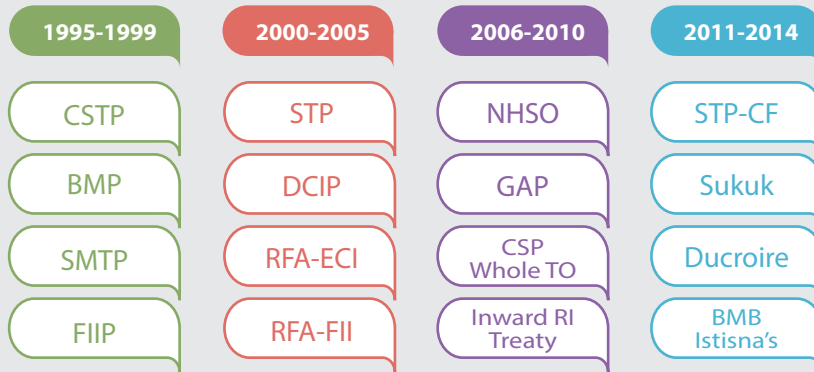 1995-1999
CSTP
BMP
SMTP
FIIP
2000-2005
STP
DCIP
RFA-ECI
RFA-FII
2006-2010
NHSO
GAP
CSP
Whole TO
Inward RI
Treaty
2011-2014
STP-CF
Sukuk
Ducroire
BMB
Istisna's